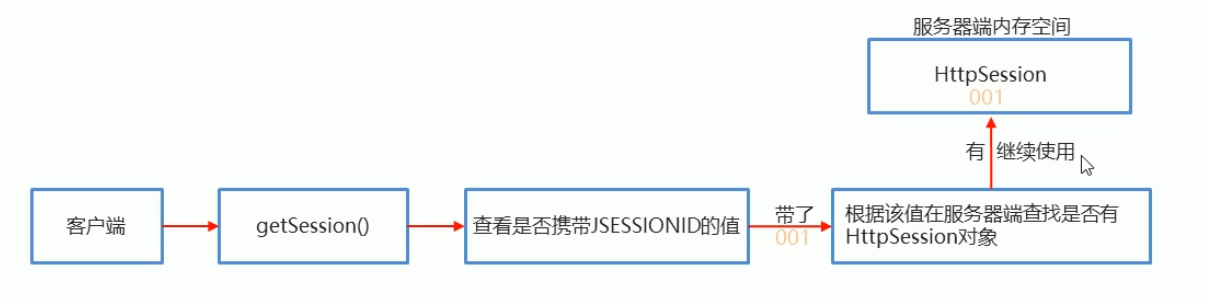 服务器端内存空间
HttpSession
001
有 继续使用
客户端
getSession()
查看是否携带JSESSIONID的值
带了
001
根据该值在服务器端查找是否有
HttpSession对象